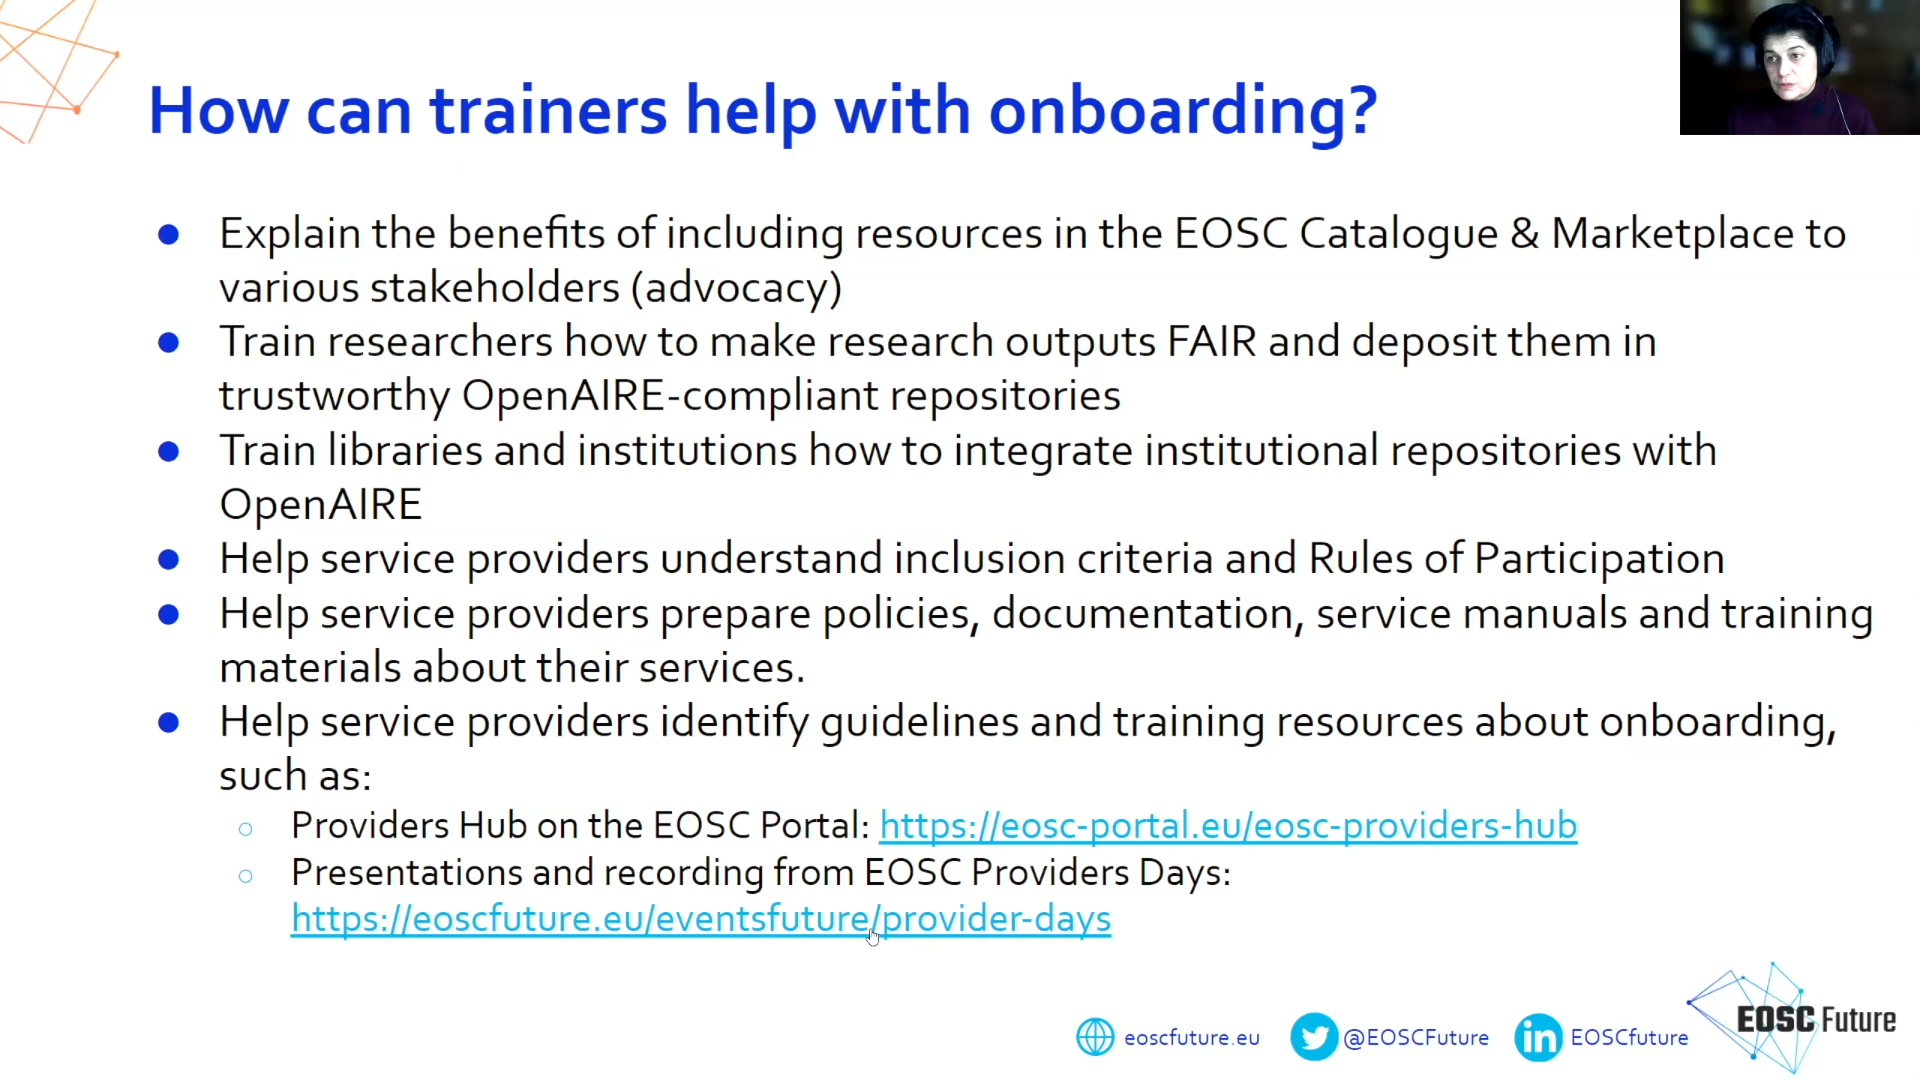 How can trainers help with onboarding?
● Explain the benefits of including resources in the EOSC Catalogue & Marketplace to
various stakeholders (advocacy)
● Train researchers how to make research outputs FAIR and deposit them in
trustworthy OpenAIRE-compliant repositories
● Train libraries and institutions how to integrate institutional repositories with
OpenAIRE
● Help service providers understand inclusion criteria and Rules of Participation
● Help service providers prepare policies, documentation, service manuals and training
materials about their services.
● Help service providers identify guidelines and training resources about onboarding,
such as:
○ Providers Hub on the EOSC Portal: https://eosc-portal.eu/eosc-providers-hub
○ Presentations and recording from EOSC Providers Days:
https://eoscfuture.eu/eventsfuture/provider-days
eoscfuture.eu @EOSCFuture in EOSCfuture EOSC Future